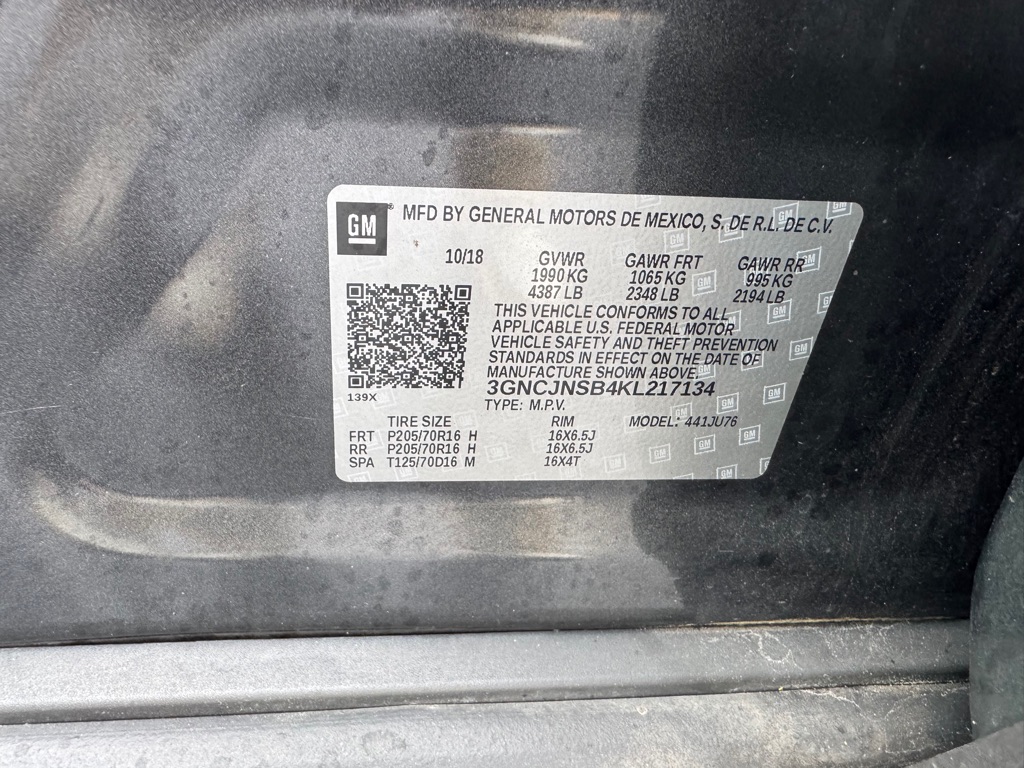 GM
MFD BY GENERAL MOTORS DE MEXICO, S. DE R.L. DE C.V.
10/18 GVWR GAWR FRT GAWR RR
1990 KG 1065 KG 995 KG
4387 LB 2348 LB 2194 LB
THIS VEHICLE CONFORMS TO ALL
APPLICABLE U.S. FEDERAL MOTOR
VEHICLE SAFETY AND THEFT PREVENTION
STANDARDS IN EFFECT ON THE DATE OF
MANUFACTURE SHOWN ABOVE.
3GNCJNSB4KL217134
139X
TYPE: M.P.V.
TIRE SIZE RIM MODEL: 441JU76
FRT P205/70R16 H 16X6.5J
RR P205/70R16 H 16X6.5J
SPA T125/70D16 M 16X4T